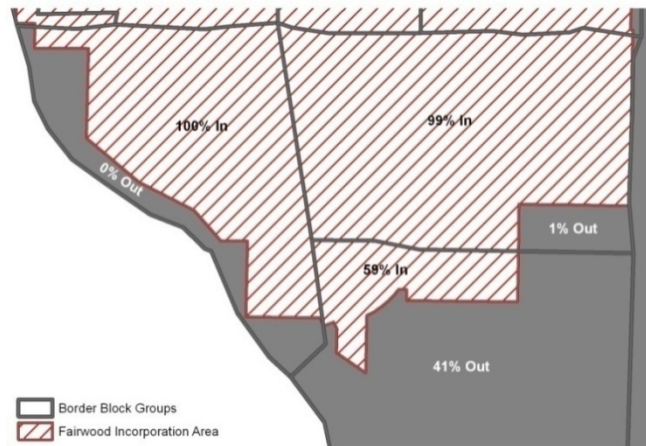 100% In
99% In
0% Out
1% Out
59% In
41% Out
Border Block Groups
Fairwood Incorporation Area